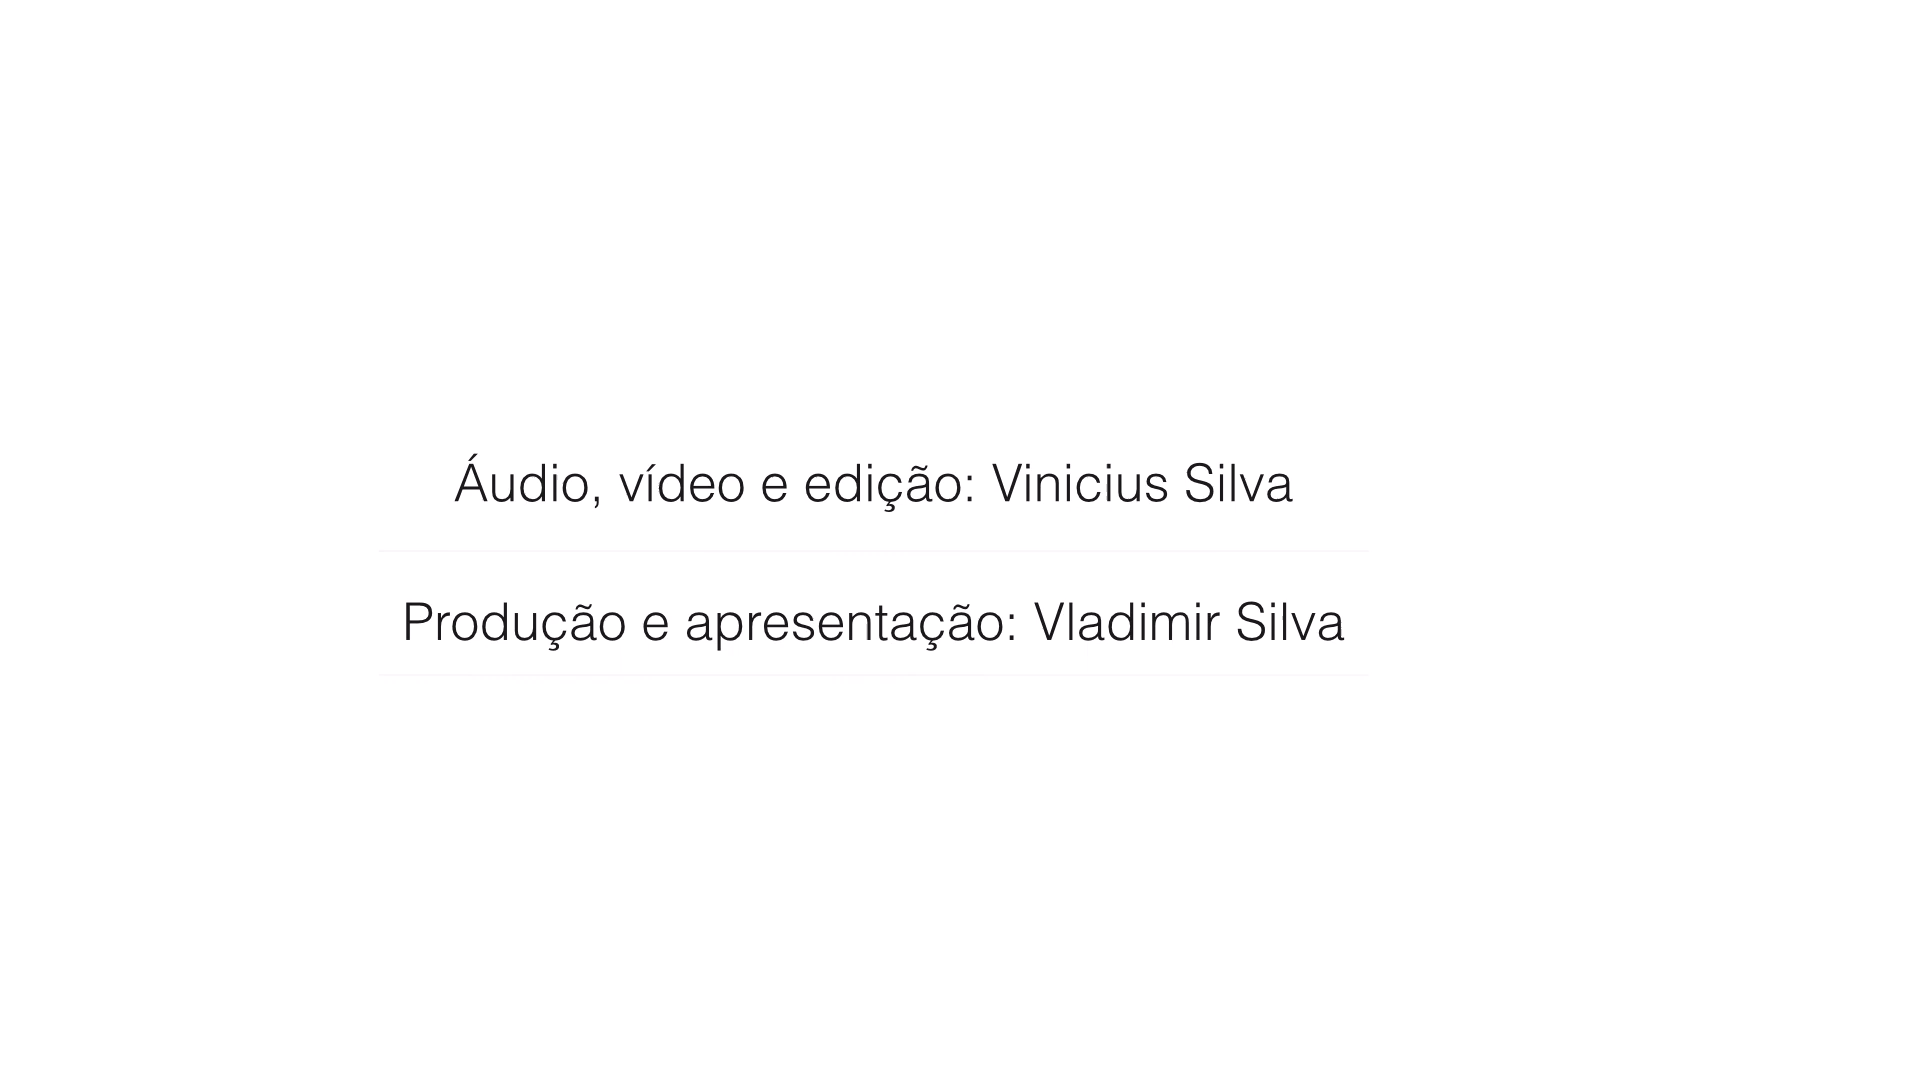 Áudio, vídeo e edição: Vinicius Silva
Produção e apresentação: Vladimir Silva